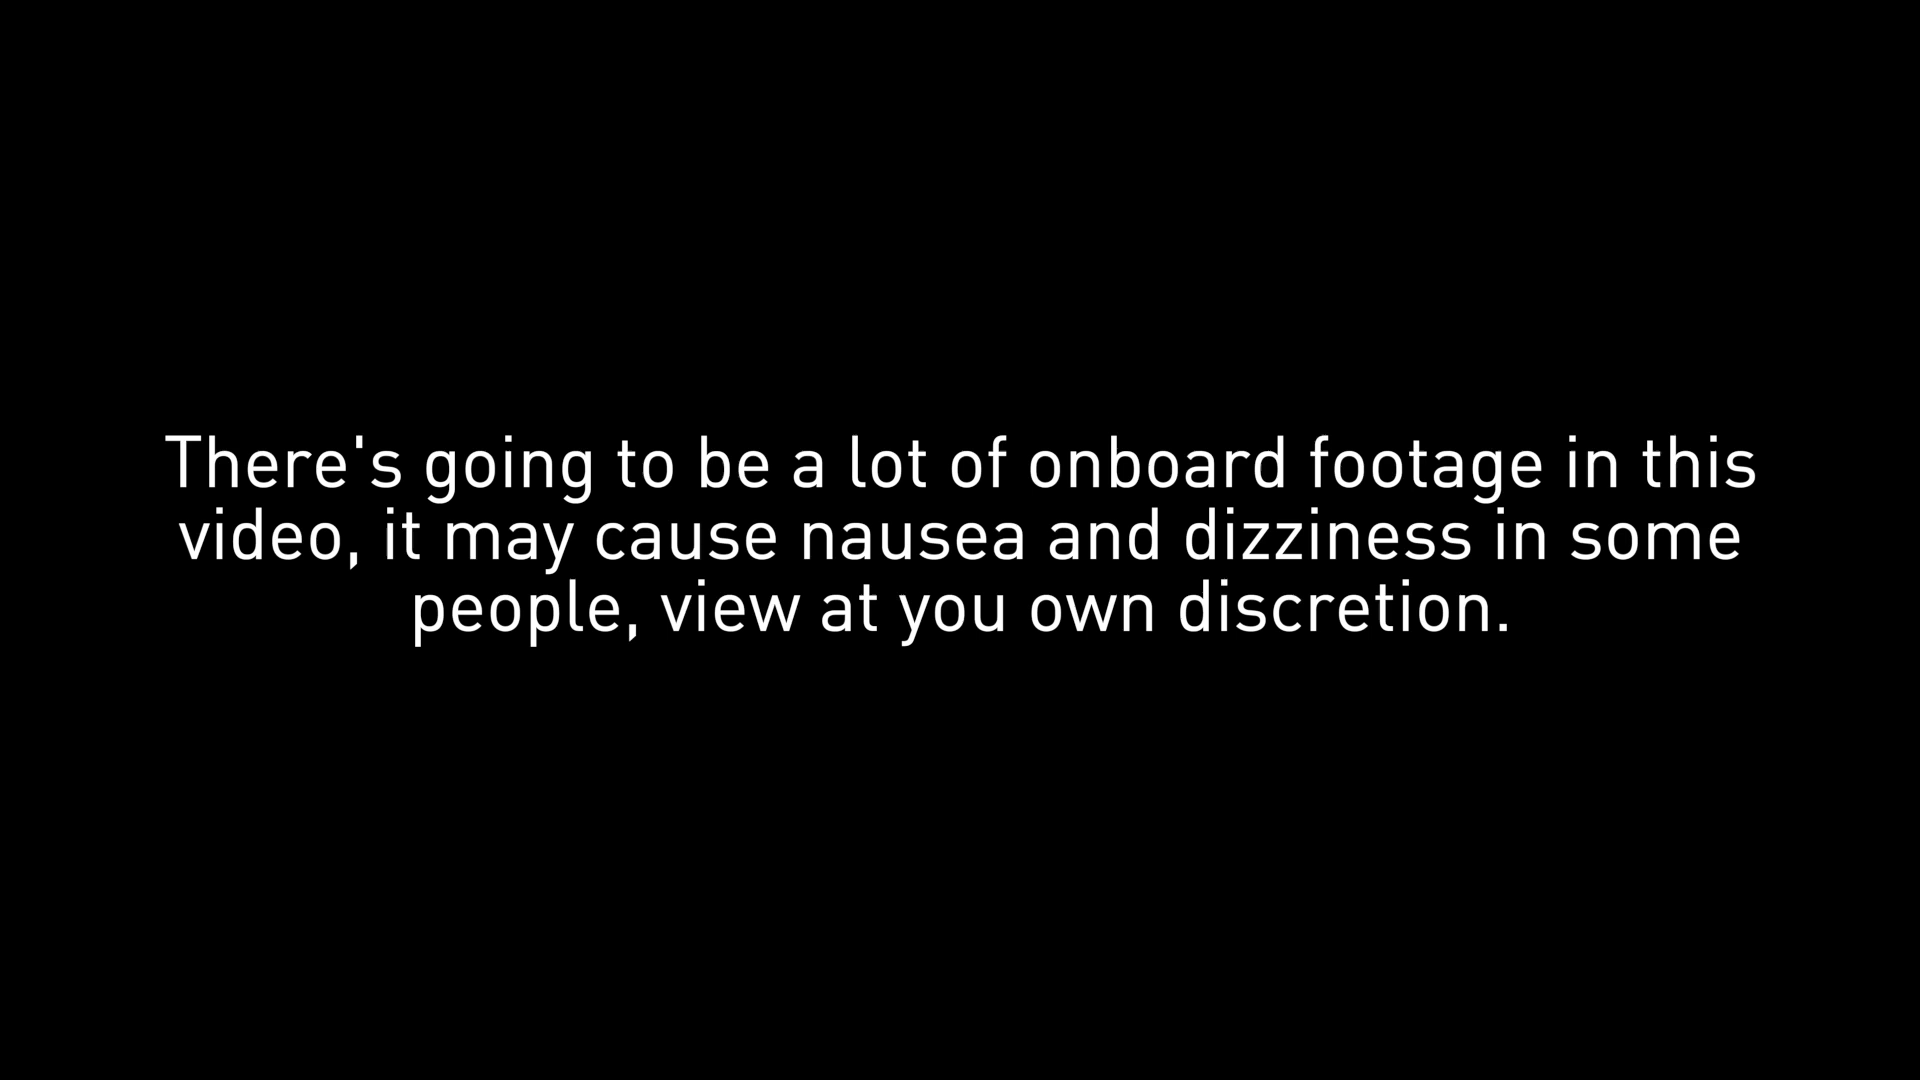 There's going to be a lot of onboard footage in this
video, it may cause nausea and dizziness in some
people, view at you own discretion.